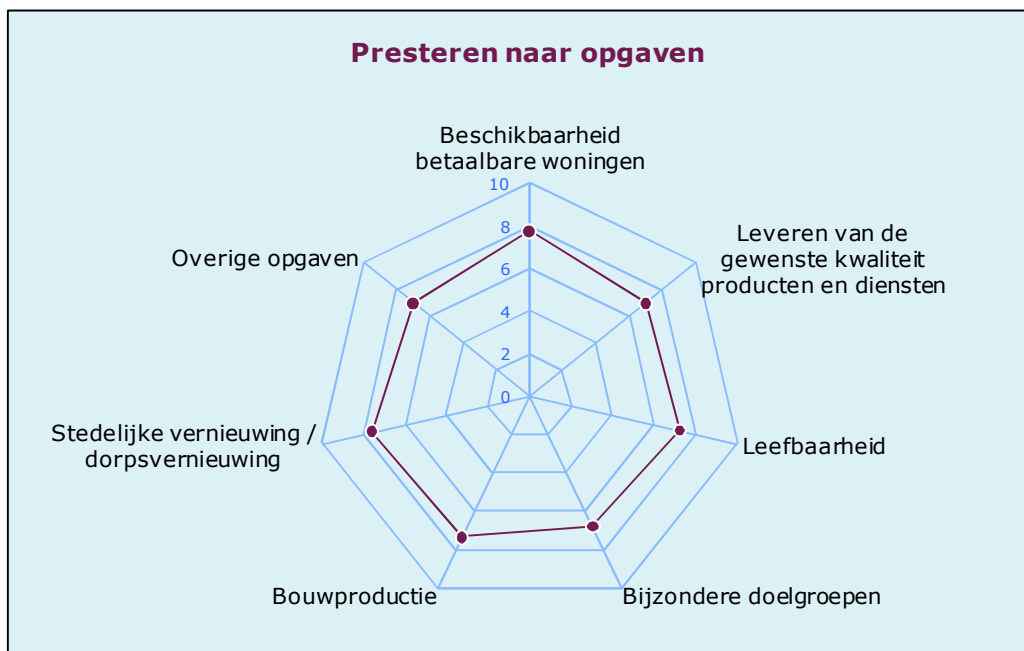 Presteren naar opgaven
Beschikbaarheid
betaalbare woningen
10
8
6
4
2
0
Leveren van de
gewenste kwaliteit
producten en diensten
Leefbaarheid
Bijzondere doelgroepen
Bouwproductie
Stedelijke vernieuwing /
dorpsvernieuwing
Overige opgaven